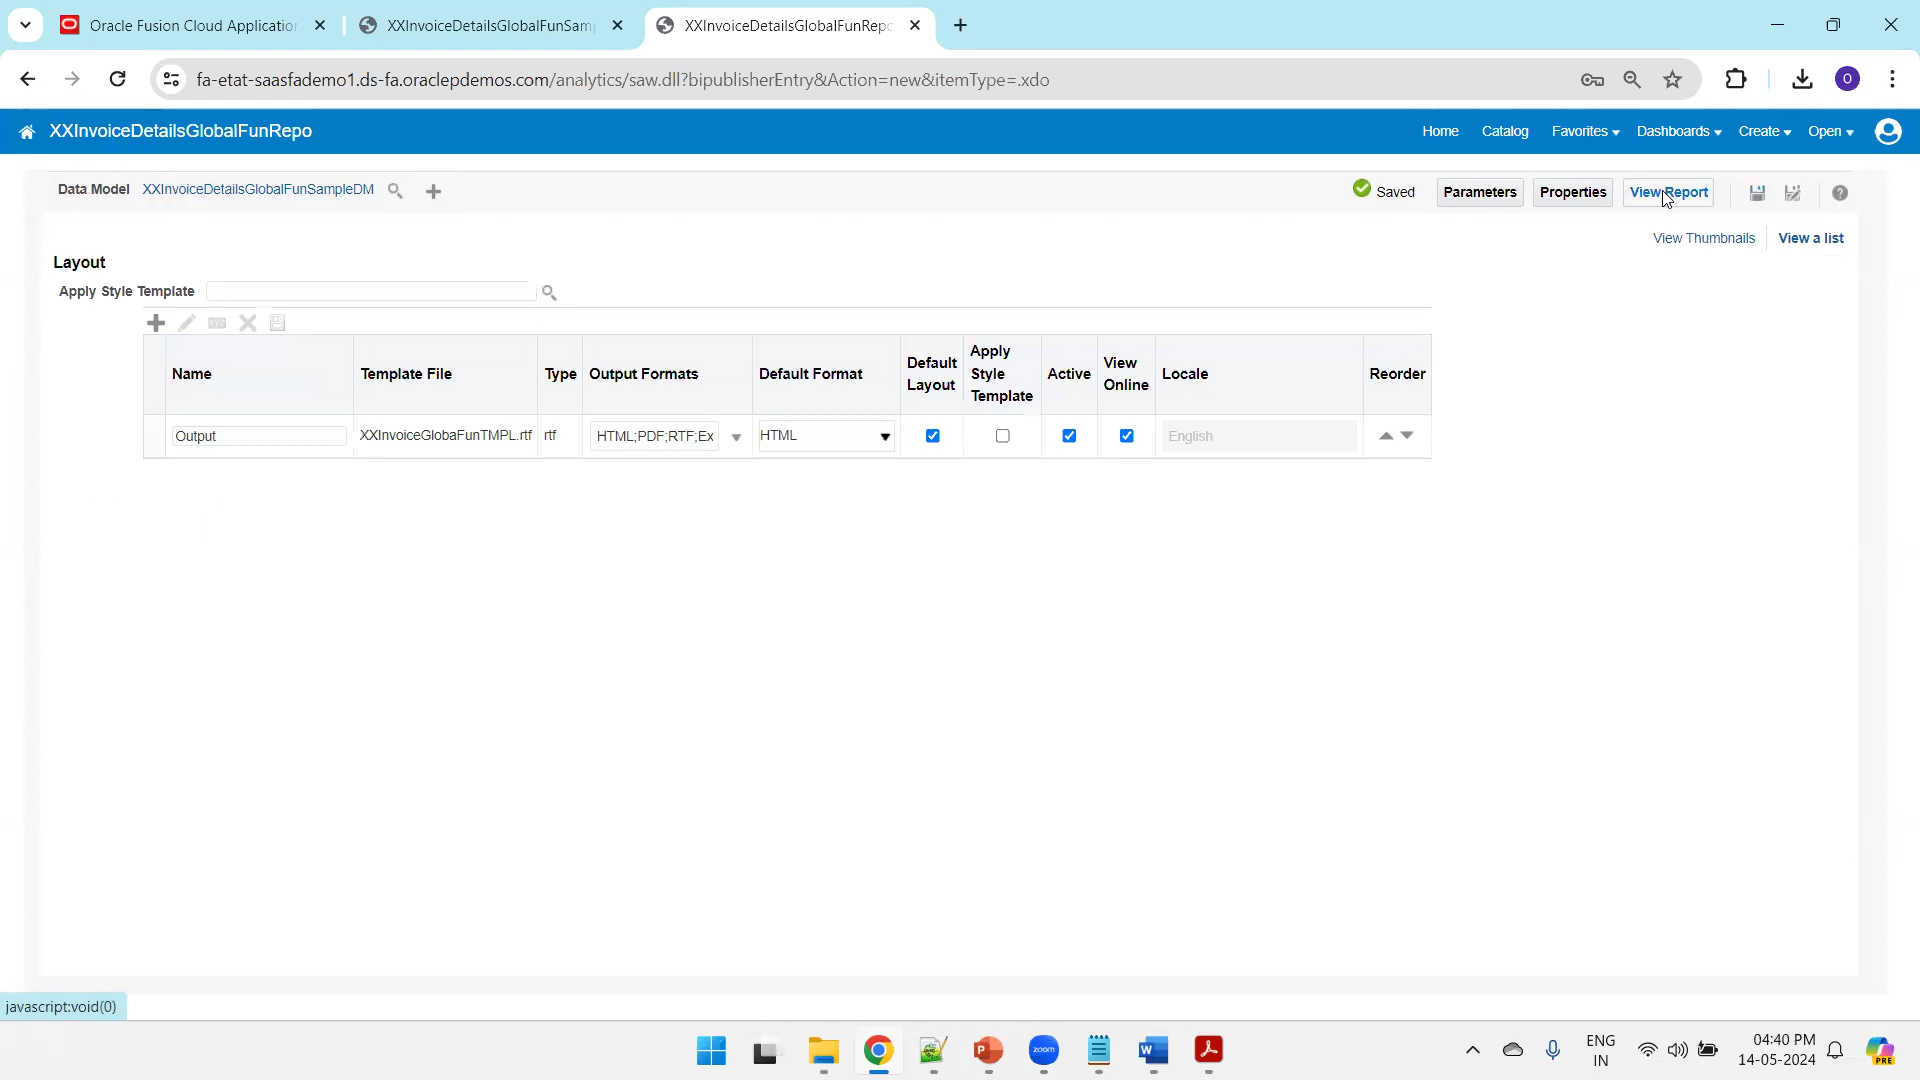 Oracle Fusion Cloud Application
XXInvoiceDetailsGlobalFunSam
XXInvoiceDetailsGlobalFunRepo
fa-etat-saasfademo1.ds-fa.oraclepdemos.com/analytics/saw.dll?bipublisherEntry&Action=new&itemType=.xdo
O
XXInvoiceDetailsGlobalFunRepo
Home Catalog Favorites Dashboards Create Open
Data Model XXInvoiceDetailsGlobalFunSampleDM
Saved Parameters Properties View Report
View Thumbnails View a list
Layout
Apply Style Template
Name Template File Type Output Formats Default Format Default Layout Apply Style Template Active View Online Locale Reorder
Output XXInvoiceGlobaFunTMPL.rtf rtf HTML;PDF;RTF;Ex HTML English
javascript:void(0)
zoom
ENG
IN
04:40 PM
14-05-2024
PRE